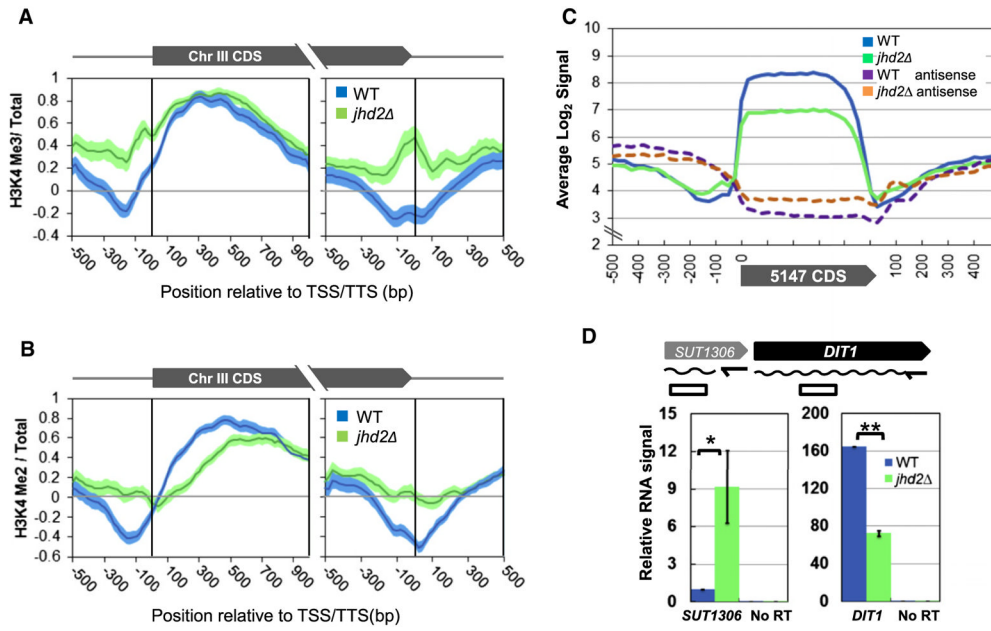 A
Chr III CDS
H3K4 Me3/ Total
1
0.8
0.6
0.4
0.2
0
-0.2
-0.4
WT
jhd2Δ
-500 -300 -100 100 300 500 700 900
-500 -300 -100 100 300 500
Position relative to TSS/TTS (bp)
B
Chr III CDS
H3K4 Me2 / Total
1
0.8
0.6
0.4
0.2
0
-0.2
-0.4
-0.6
WT
jhd2Δ
-500 -300 -100 100 300 500 700 900
-500 -300 -100 100 300 500
Position relative to TSS/TTS(bp)
C
Average Log2 Signal
10
9
8
7
6
5
4
3
2
WT
jhd2Δ
WT antisense
jhd2Δ antisense
-500 -400 -300 -200 -100 0 100 200 300 400
5147 CDS
D
SUT1306 DIT1
Relative RNA signal
15
12
9
6
3
0
*
SUT1306 No RT
200
160
120
80
40
0
**
WT
jhd2Δ
DIT1 No RT